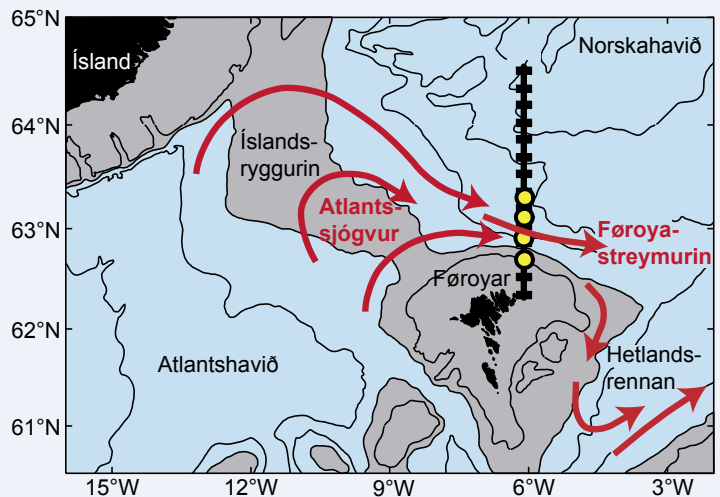 65°N
64°N
63°N
62°N
61°N
Ísland
Norskahavið
Íslands-
ryggurin
Atlants-
sjógvur
Føroya-
streymurin
Føroyar
Atlantshavið
Hetlands-
rennan
15°W
12°W
9°W
6°W
3°W